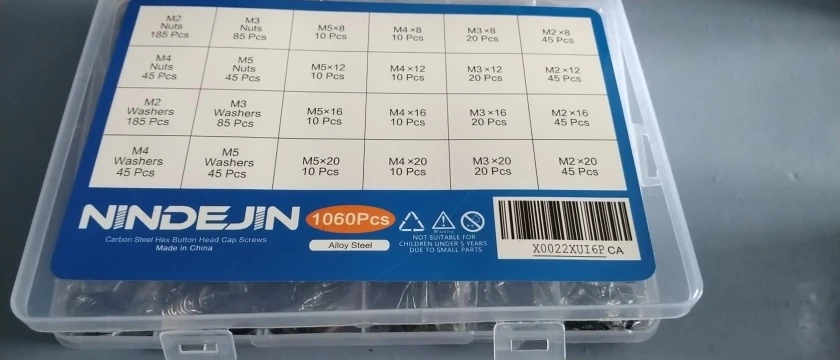 M2
Nuts
185 Pcs
M3
Nuts
85 Pcs
M5×8
10 Pcs
M4×8
10 Pcs
M3×8
20 Pcs
M2×8
45 Pcs
M4
Nuts
45 Pcs
M5
Nuts
45 Pcs
M5×12
10 Pcs
M4×12
10 Pcs
M3×12
20 Pcs
M2×12
45 Pcs
M2
Washers
185 Pcs
M3
Washers
85 Pcs
M5×16
10 Pcs
M4×16
10 Pcs
M3×16
20 Pcs
M2×16
45 Pcs
M4
Washers
45 Pcs
M5
Washers
45 Pcs
M5×20
10 Pcs
M4×20
10 Pcs
M3×20
20 Pcs
M2×20
45 Pcs
NINDEJIN
Carbon Steel Hex Button Head Cap Screws
Made in China
1060Pcs
Alloy Steel
Warning
NOT SUITABLE FOR
CHILDREN UNDER 5 YEARS
DUE TO SMALL PARTS
X0022XUI6P CA